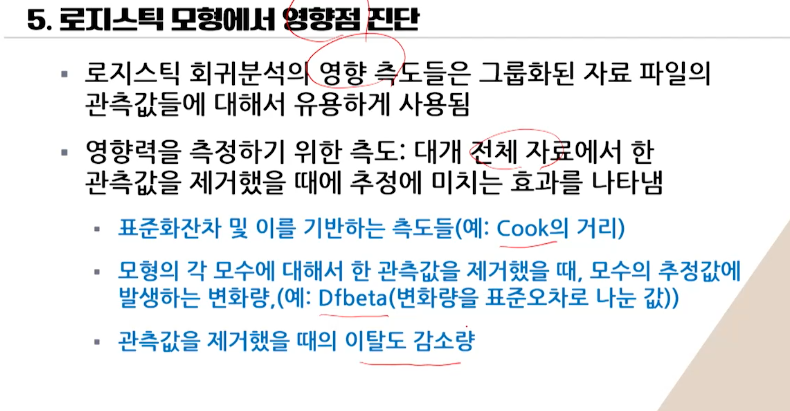 5. 로지스틱 모형에서 영향점 진단
▪ 로지스틱 회귀분석의 영향 측도들은 그룹화된 자료 파일의
관측값들에 대해서 유용하게 사용됨
▪ 영향력을 측정하기 위한 측도: 대개 전체 자료에서 한
관측값을 제거했을 때에 추정에 미치는 효과를 나타냄
▪ 표준화잔차 및 이를 기반하는 측도들(예: Cook의 거리)
▪ 모형의 각 모수에 대해서 한 관측값을 제거했을 때, 모수의 추정값에
발생하는 변화량,(예: Dfbeta(변화량을 표준오차로 나눈 값))
▪ 관측값을 제거했을 때의 이탈도 감소량